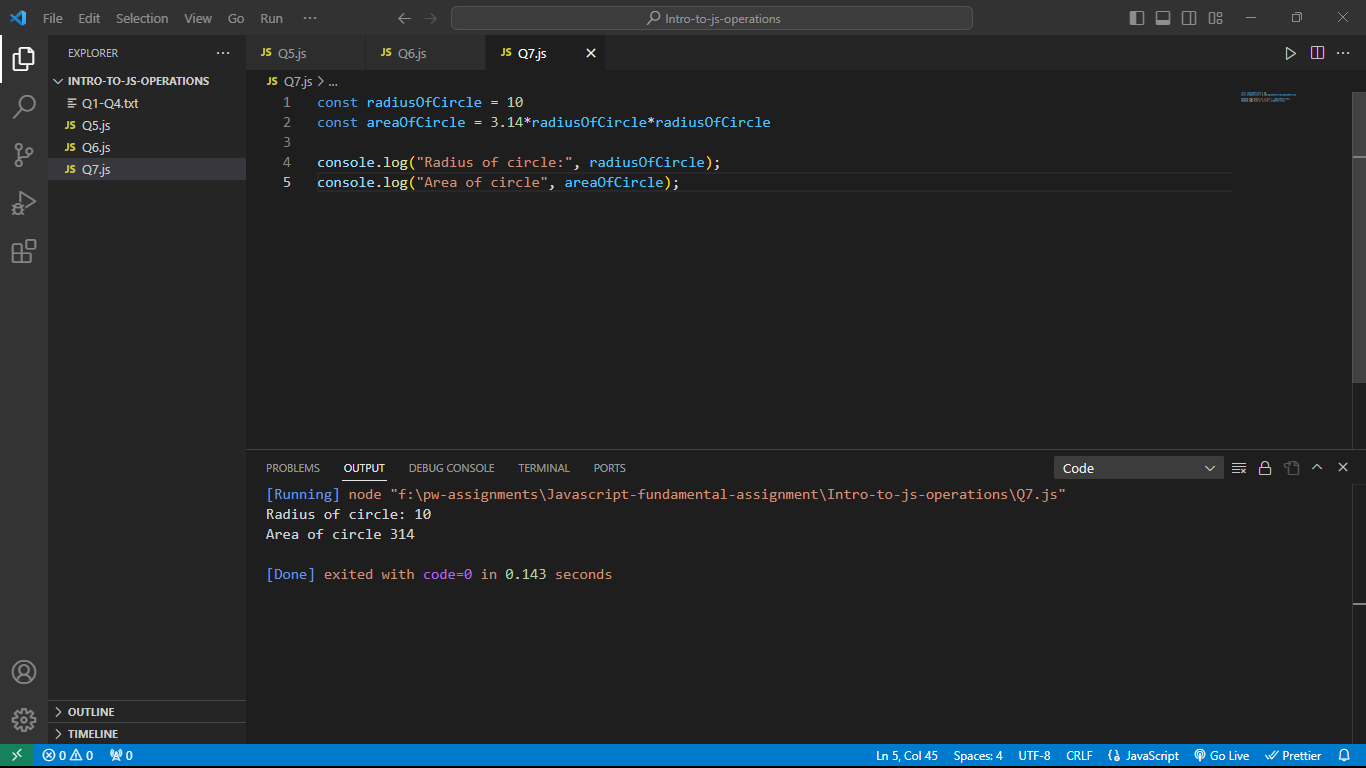 File Edit Selection View Go Run ··· Intro-to-js-operations
EXPLORER ···
INTRO-TO-JS-OPERATIONS
Q1-Q4.txt
JS Q5.js
JS Q6.js
JS Q7.js
OUTLINE
TIMELINE
JS Q5.js JS Q6.js JS Q7.js
JS Q7.js > ...
1 const radiusOfCircle = 10
2 const areaOfCircle = 3.14*radiusOfCircle*radiusOfCircle
3
4 console.log("Radius of circle:", radiusOfCircle);
5 console.log("Area of circle", areaOfCircle);
PROBLEMS OUTPUT DEBUG CONSOLE TERMINAL PORTS Code
[Running] node "f:\pw-assignments\Javascript-fundamental-assignment\Intro-to-js-operations\Q7.js"
Radius of circle: 10
Area of circle 314
[Done] exited with code=0 in 0.143 seconds
0 0 0 Ln 5, Col 45 Spaces: 4 UTF-8 CRLF {} JavaScript Go Live Prettier